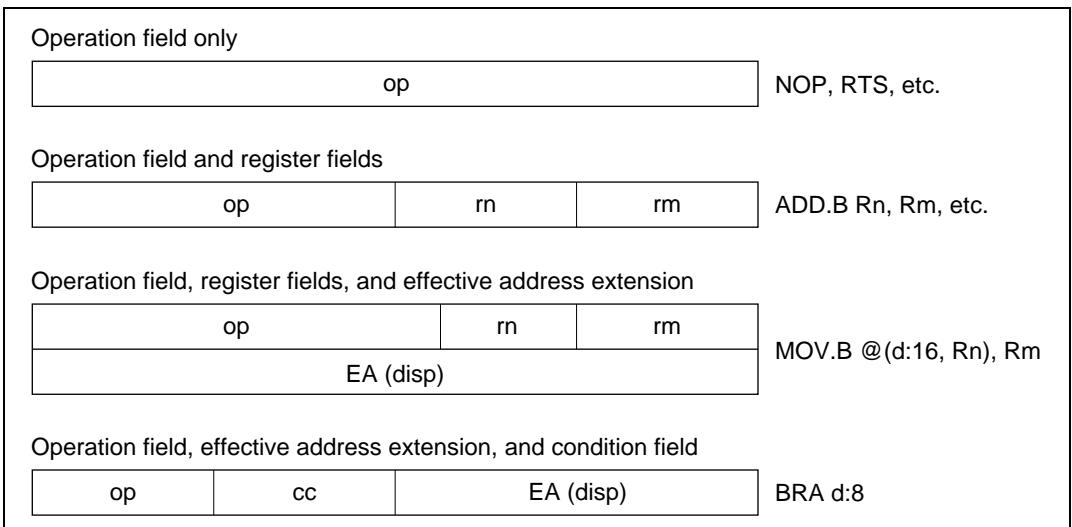 Operation field only
op
NOP, RTS, etc.
Operation field and register fields
op rn rm
ADD.B Rn, Rm, etc.
Operation field, register fields, and effective address extension
op rn rm
EA (disp)
MOV.B @(d:16, Rn), Rm
Operation field, effective address extension, and condition field
op cc EA (disp)
BRA d:8